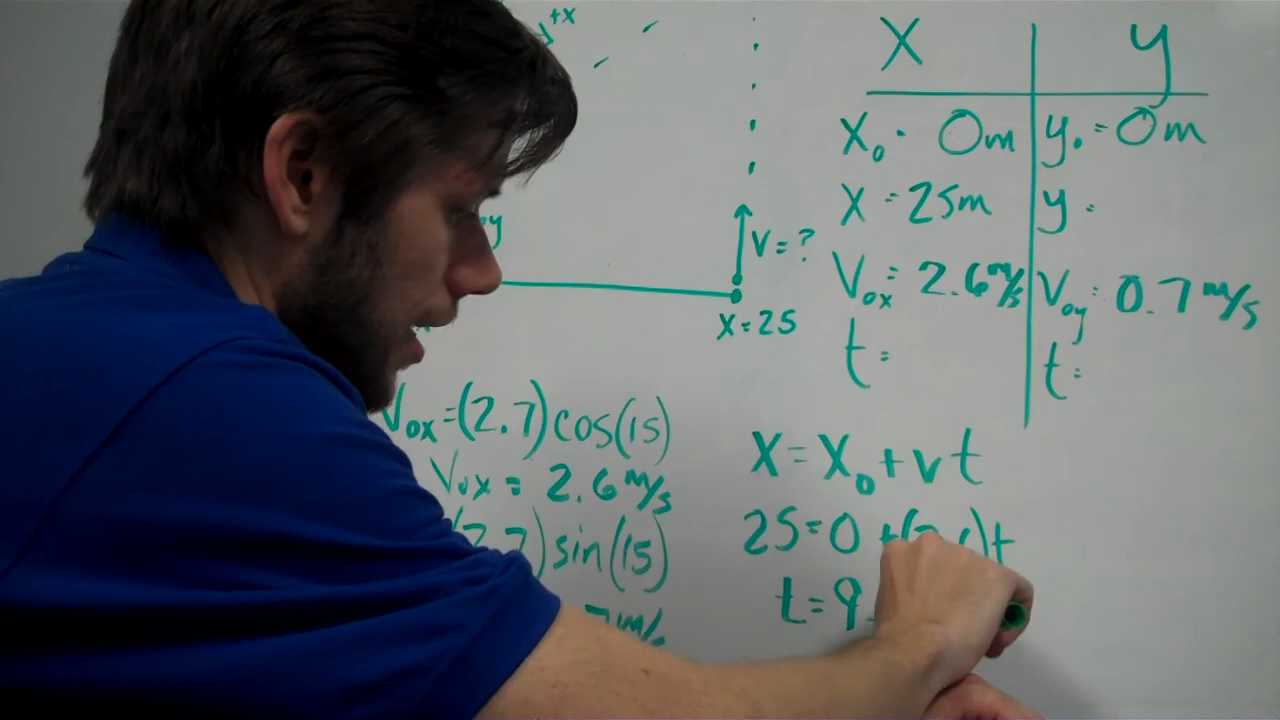 +x
x y
x₀ = 0m y₀ = 0m
x = 25m y =
V = ?
V₀ₓ = 2.6 m/s V₀y = 0.7 m/s
x = 25
t = t =
V₀ₓ = (2.7) cos(15)
V₀ₓ = 2.6 m/s
sin(15)
x = x₀ + vt
25 = 0 + t
t = 9.